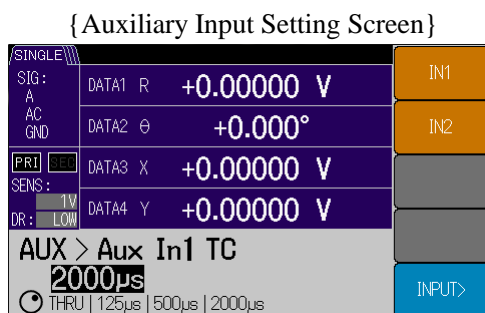 {Auxiliary Input Setting Screen}
SINGLE
SIG:
A
AC
GND
PRI SEC
SENS:
1V
DR: LOW
DATA1 R +0.00000 V
DATA2 θ +0.000°
DATA3 X +0.00000 V
DATA4 Y +0.00000 V
AUX > Aux In1 TC
2000µs
THRU | 125µs | 500µs | 2000µs
IN1
IN2
INPUT>